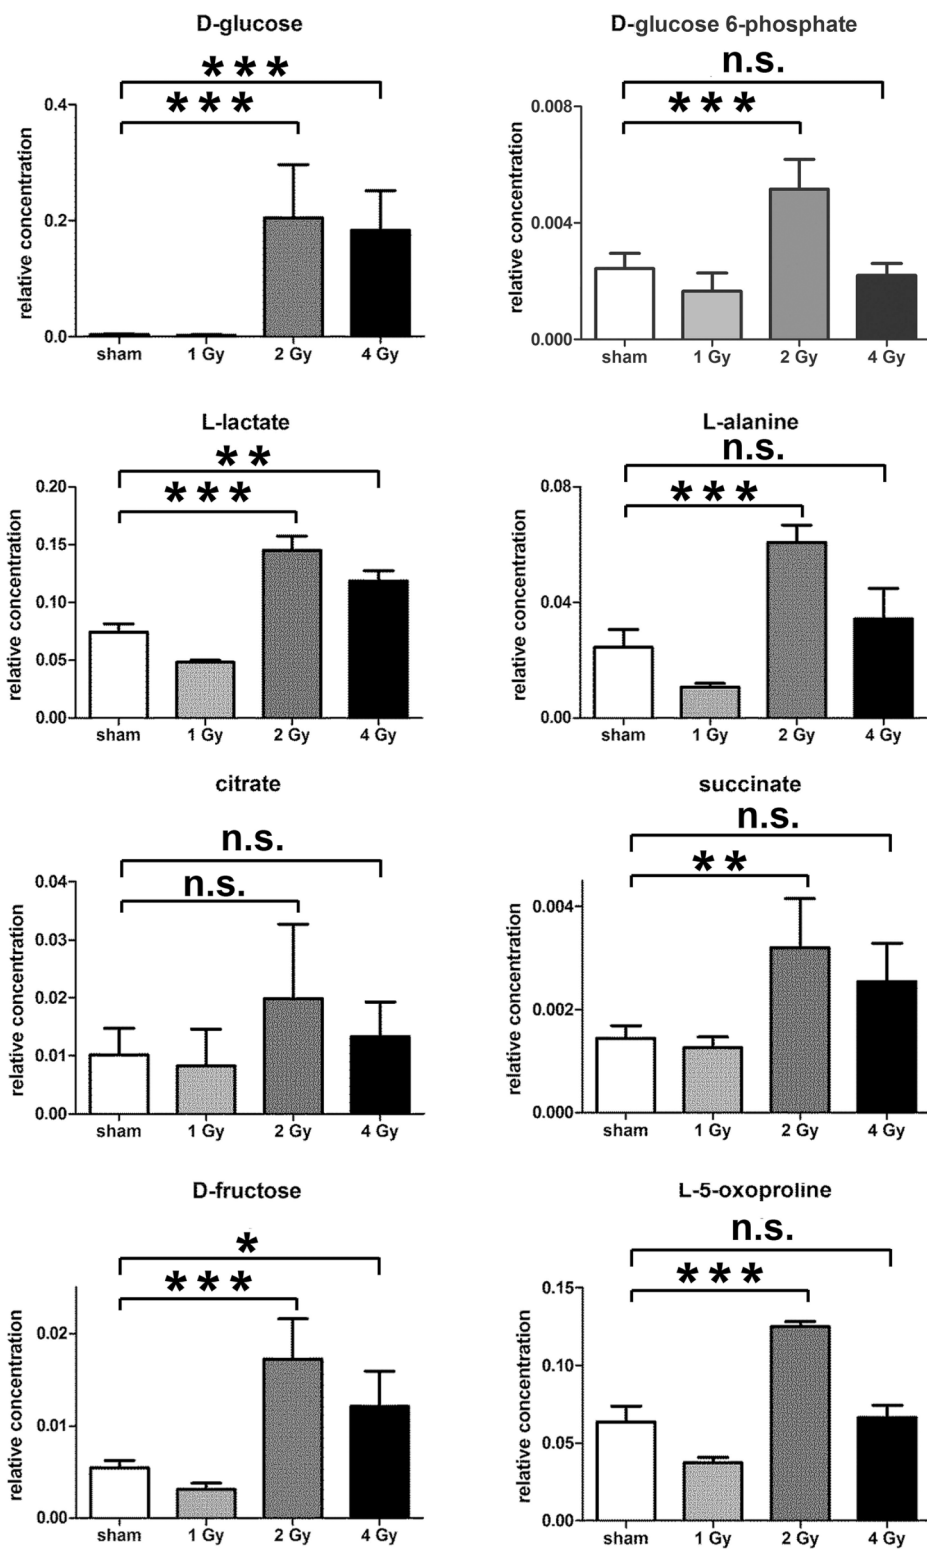 D-glucose
***
***
relative concentration
0.4
0.2
0.0
sham 1 Gy 2 Gy 4 Gy
D-glucose 6-phosphate
n.s.
***
relative concentration
0.008
0.004
0.000
sham 1 Gy 2 Gy 4 Gy
L-lactate
**
***
relative concentration
0.20
0.15
0.10
0.05
0.00
sham 1 Gy 2 Gy 4 Gy
L-alanine
n.s.
***
relative concentration
0.08
0.04
0.00
sham 1 Gy 2 Gy 4 Gy
citrate
n.s.
n.s.
relative concentration
0.04
0.03
0.02
0.01
0.00
sham 1 Gy 2 Gy 4 Gy
succinate
n.s.
**
relative concentration
0.004
0.002
0.000
sham 1 Gy 2 Gy 4 Gy
D-fructose
*
***
relative concentration
0.02
0.01
0.00
sham 1 Gy 2 Gy 4 Gy
L-5-oxoproline
n.s.
***
relative concentration
0.15
0.10
0.05
0.00
sham 1 Gy 2 Gy 4 Gy